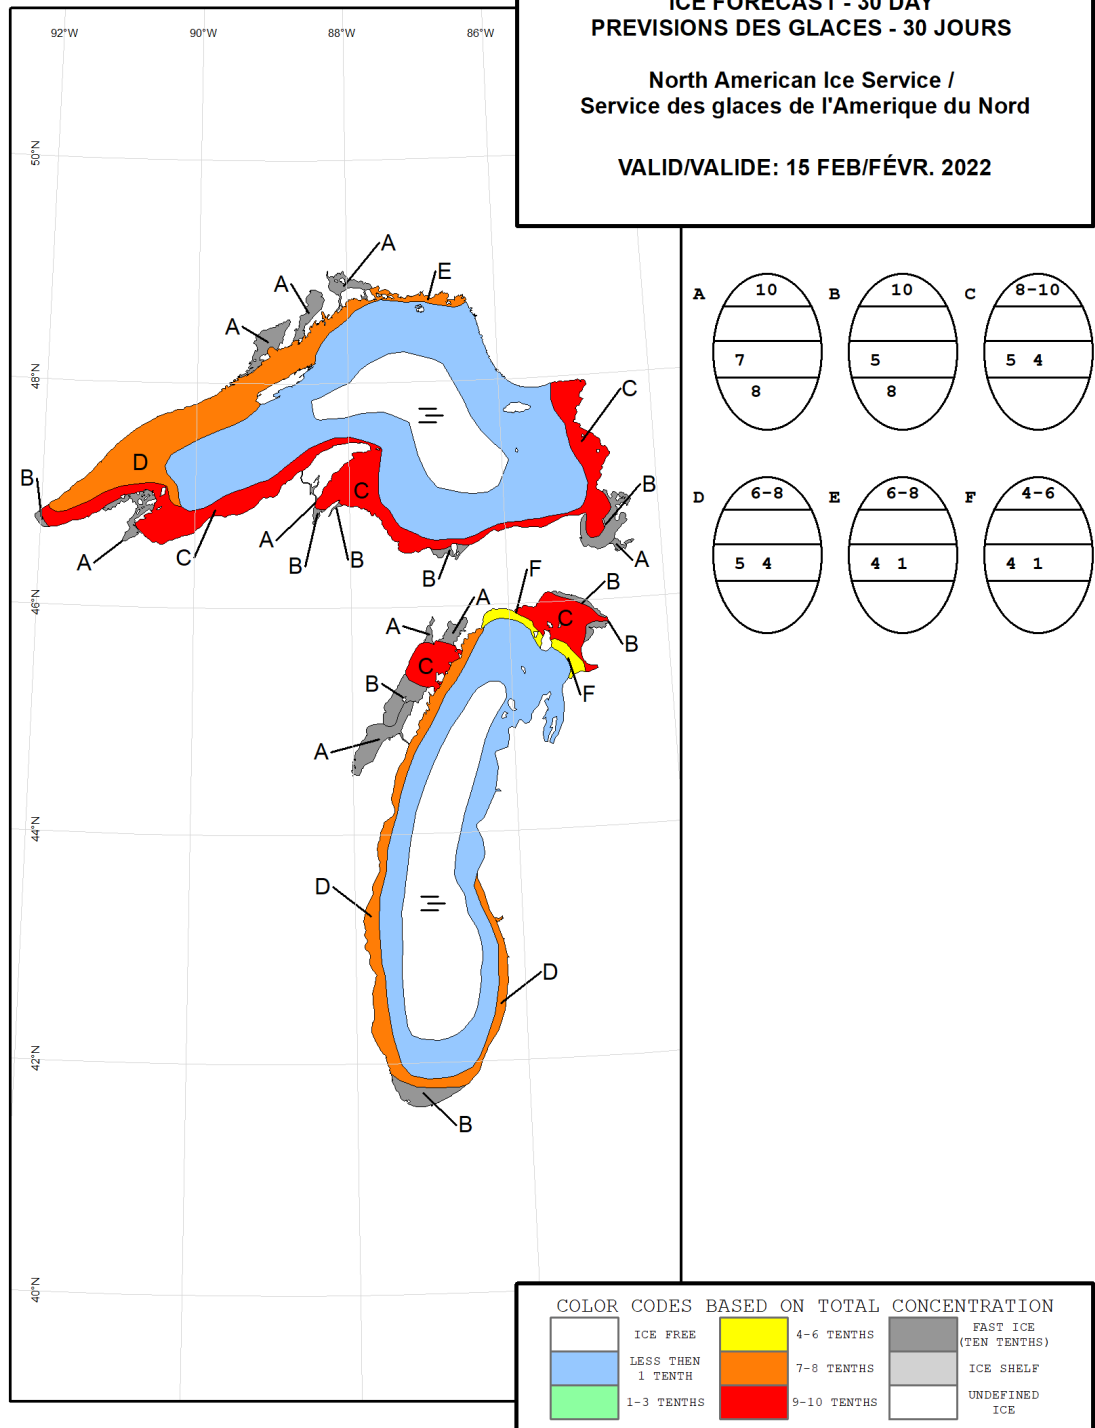 ICE FORECAST - 30 DAY
PREVISIONS DES GLACES - 30 JOURS
North American Ice Service /
Service des glaces de l'Amerique du Nord
VALID/VALIDE: 15 FEB/FÉVR. 2022
92°W 90°W 88°W 86°W
50°N
48°N
46°N
44°N
42°N
40°N
A
E
A
A
C
D
B
C
B
A
C
A
B
B
B
A
F
B
A
A
C
C
B
B
F
A
D
D
B
A 10 B 10 C 8-10
7 5 5 4
8 8
D 6-8 E 6-8 F 4-6
5 4 4 1 4 1
COLOR CODES BASED ON TOTAL CONCENTRATION
ICE FREE
LESS THEN
1 TENTH
1-3 TENTHS
4-6 TENTHS
7-8 TENTHS
9-10 TENTHS
FAST ICE
(TEN TENTHS)
ICE SHELF
UNDEFINED
ICE